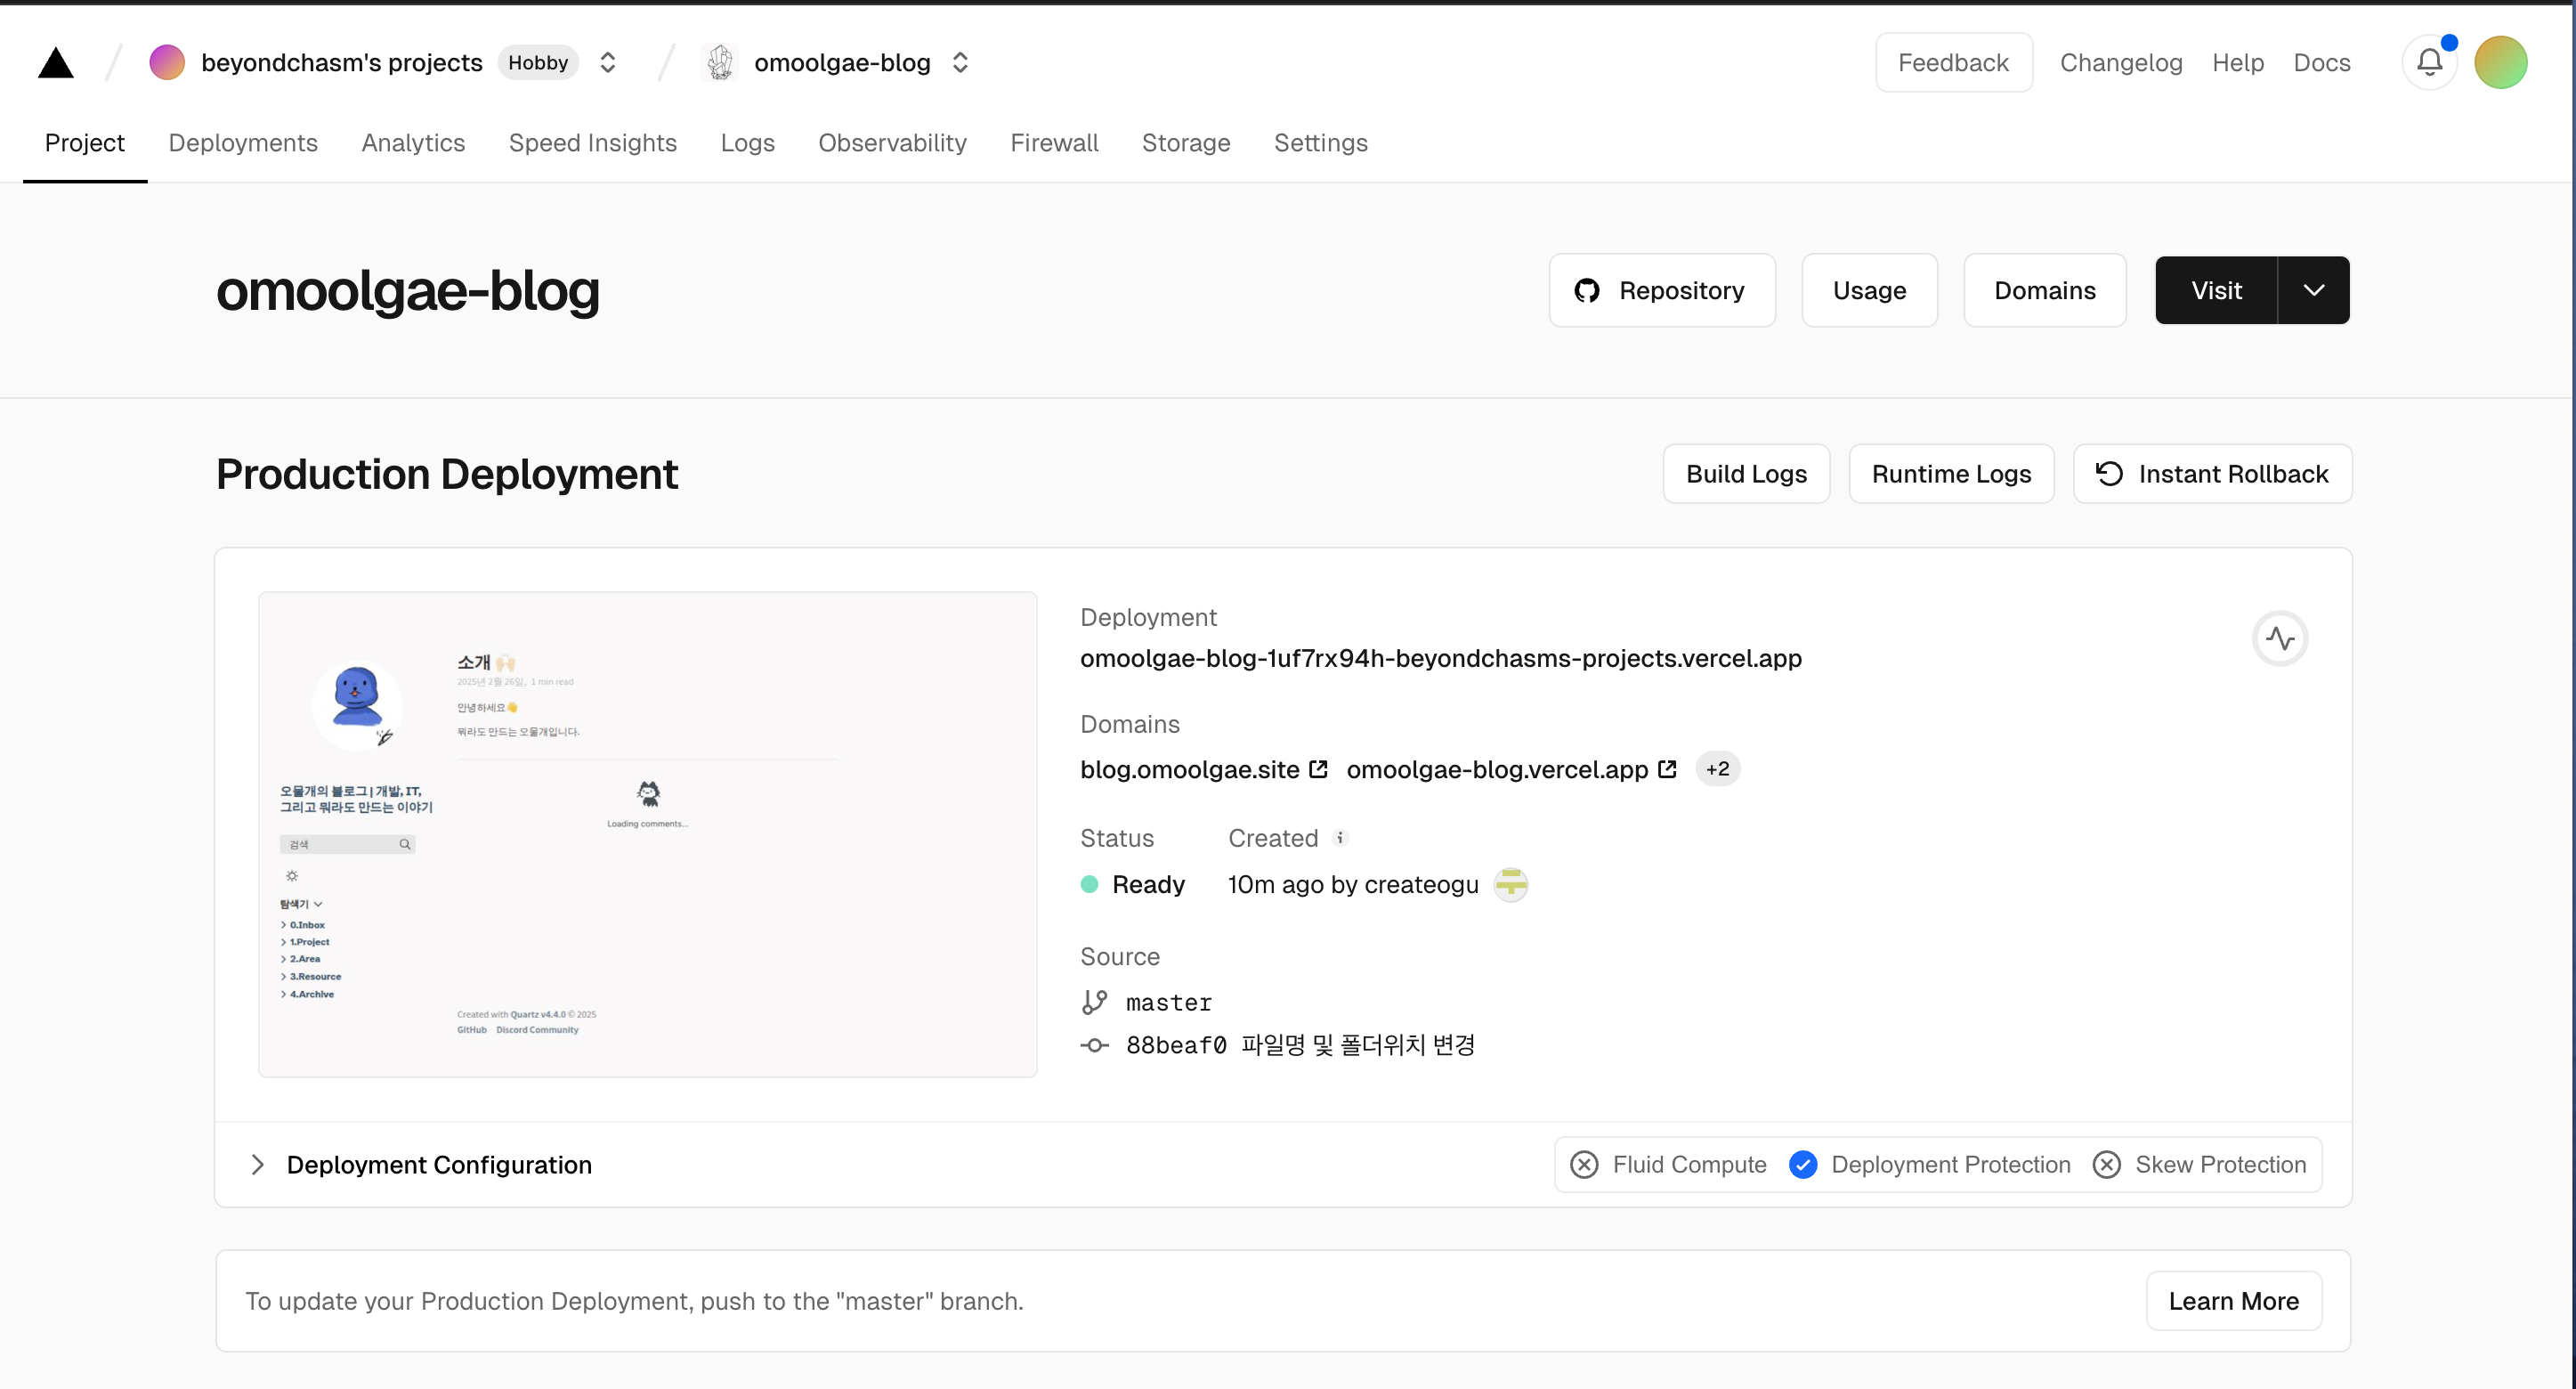 beyondchasm's projects Hobby omoolgae-blog Feedback Changelog Help Docs
Project Deployments Analytics Speed Insights Logs Observability Firewall Storage Settings
omoolgae-blog Repository Usage Domains Visit
Production Deployment Build Logs Runtime Logs Instant Rollback
소개 🙌🏻
2025년 2월 26일, 1 min read
안녕하세요👋
뭐라도 만드는 오물개입니다.
오물개의 블로그 | 개발, IT,
그리고 뭐라도 만드는 이야기
Loading comments...
검색
탐색기
0.Inbox
1.Project
2.Area
3.Resource
4.Archive
Created with Quartz v4.4.0 © 2025
GitHub Discord Community
Deployment
omoolgae-blog-1uf7rx94h-beyondchasms-projects.vercel.app
Domains
blog.omoolgae.site omoolgae-blog.vercel.app +2
Status Created
Ready 10m ago by createogu
Source
master
88beaf0 파일명 및 폴더위치 변경
Deployment Configuration Fluid Compute Deployment Protection Skew Protection
To update your Production Deployment, push to the "master" branch. Learn More